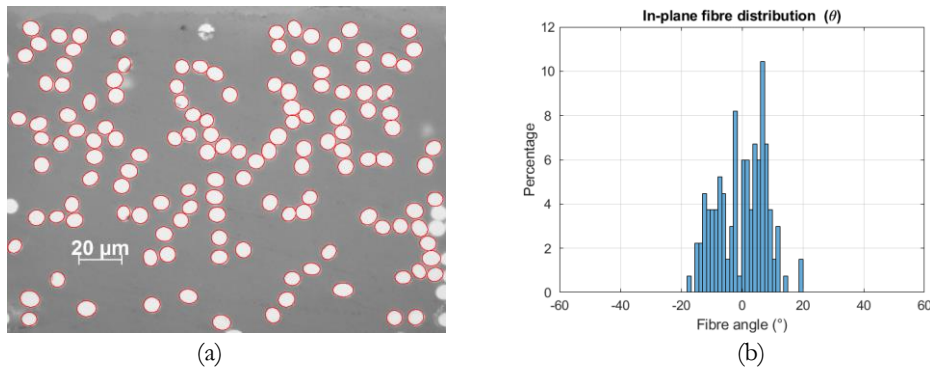 20 µm
(a)
In-plane fibre distribution (θ)
12
10
8
6
4
2
0
Percentage
-60
-40
-20
0
20
40
60
Fibre angle (°)
(b)